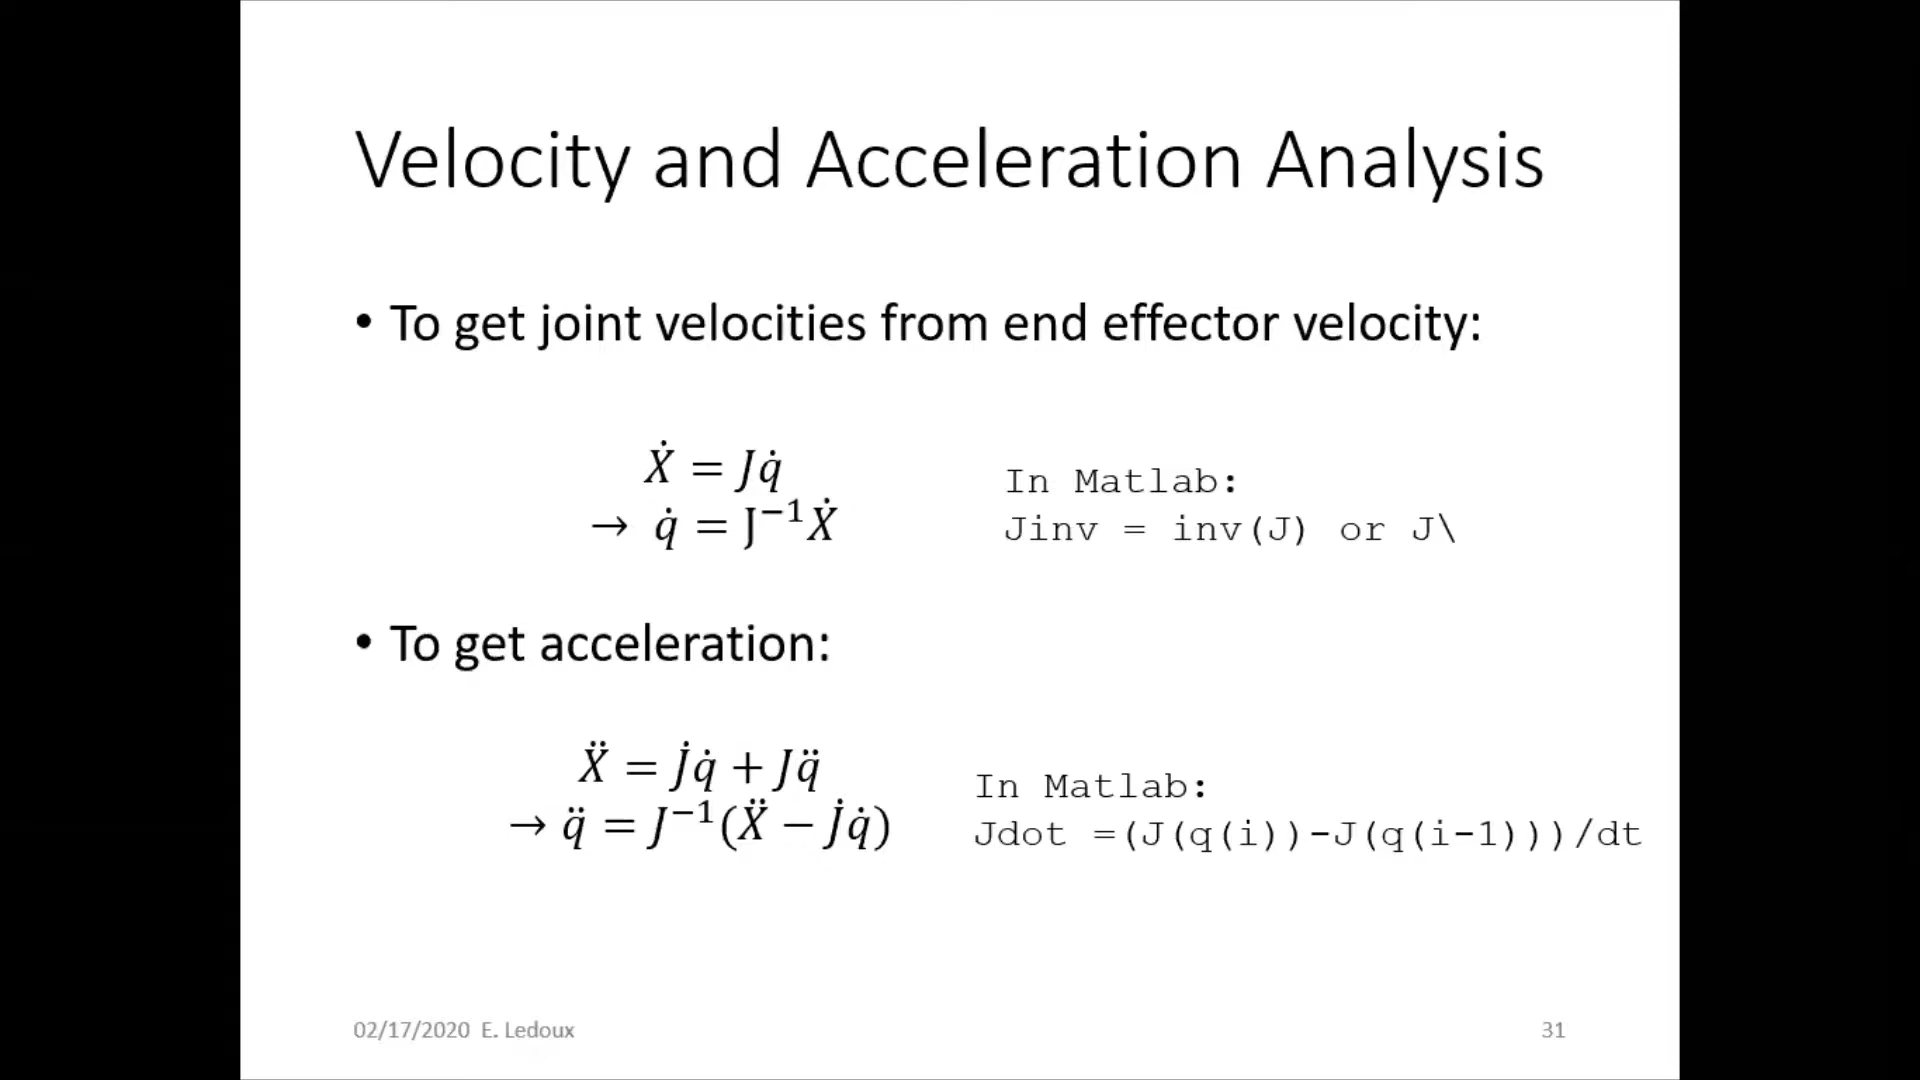 Velocity and Acceleration Analysis
• To get joint velocities from end effector velocity:
Ẋ = Jq̇
→ q̇ = J⁻¹Ẋ
In Matlab:
Jinv = inv(J) or J\
• To get acceleration:
Ẍ = J̇q̇ + Jq̈
→ q̈ = J⁻¹(Ẍ − J̇q̇)
In Matlab:
Jdot =(J(q(i))-J(q(i-1)))/dt
02/17/2020 E. Ledoux
31